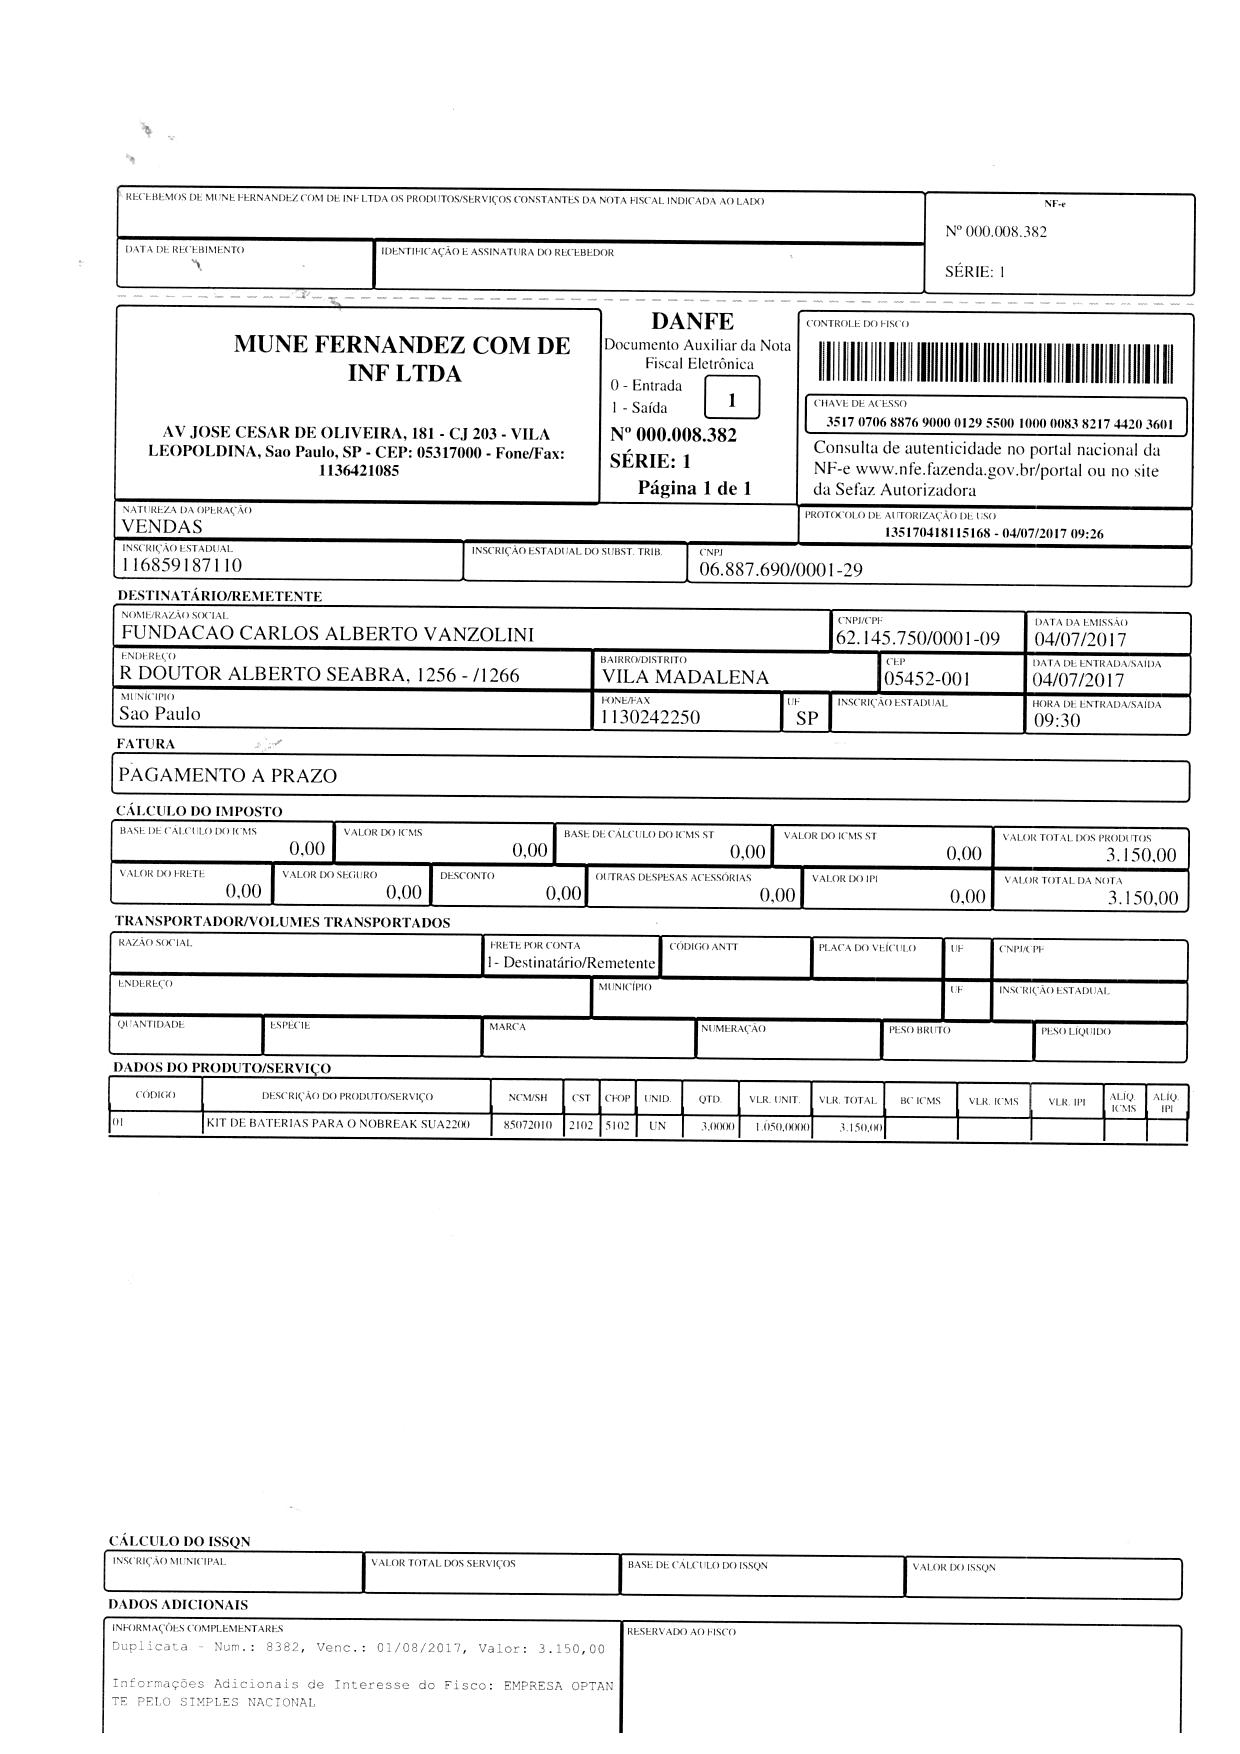 RECEBEMOS DE MUNE FERNANDEZ COM DE INF LTDA OS PRODUTOS/SERVIÇOS CONSTANTES DA NOTA FISCAL INDICADA AO LADO
NF-e
Nº 000.008.382
SÉRIE: 1
DATA DE RECEBIMENTO
IDENTIFICAÇÃO E ASSINATURA DO RECEBEDOR
MUNE FERNANDEZ COM DE
INF LTDA
AV JOSE CESAR DE OLIVEIRA, 181 - CJ 203 - VILA
LEOPOLDINA, Sao Paulo, SP - CEP: 05317000 - Fone/Fax:
1136421085
DANFE
Documento Auxiliar da Nota
Fiscal Eletrônica
0 - Entrada
1 - Saída
1
Nº 000.008.382
SÉRIE: 1
Página 1 de 1
CONTROLE DO FISCO
CHAVE DE ACESSO
3517 0706 8876 9000 0129 5500 1000 0083 8217 4420 3601
Consulta de autenticidade no portal nacional da
NF-e www.nfe.fazenda.gov.br/portal ou no site
da Sefaz Autorizadora
NATUREZA DA OPERAÇÃO
VENDAS
PROTOCOLO DE AUTORIZAÇÃO DE USO
135170418115168 - 04/07/2017 09:26
INSCRIÇÃO ESTADUAL
116859187110
INSCRIÇÃO ESTADUAL DO SUBST. TRIB.
CNPJ
06.887.690/0001-29
DESTINATÁRIO/REMETENTE
NOME/RAZÃO SOCIAL
FUNDACAO CARLOS ALBERTO VANZOLINI
CNPJ/CPF
62.145.750/0001-09
DATA DA EMISSÃO
04/07/2017
ENDEREÇO
R DOUTOR ALBERTO SEABRA, 1256 - /1266
BAIRRO/DISTRITO
VILA MADALENA
CEP
05452-001
DATA DE ENTRADA/SAÍDA
04/07/2017
MUNICÍPIO
Sao Paulo
FONE/FAX
1130242250
UF
SP
INSCRIÇÃO ESTADUAL
HORA DE ENTRADA/SAÍDA
09:30
FATURA
PAGAMENTO A PRAZO
CÁLCULO DO IMPOSTO
BASE DE CÁLCULO DO ICMS
0,00
VALOR DO ICMS
0,00
BASE DE CÁLCULO DO ICMS ST
0,00
VALOR DO ICMS ST
0,00
VALOR TOTAL DOS PRODUTOS
3.150,00
VALOR DO FRETE
0,00
VALOR DO SEGURO
0,00
DESCONTO
0,00
OUTRAS DESPESAS ACESSÓRIAS
0,00
VALOR DO IPI
0,00
VALOR TOTAL DA NOTA
3.150,00
TRANSPORTADOR/VOLUMES TRANSPORTADOS
RAZÃO SOCIAL
FRETE POR CONTA
1- Destinatário/Remetente
CÓDIGO ANTT
PLACA DO VEÍCULO
UF
CNPJ/CPF
ENDEREÇO
MUNICÍPIO
UF
INSCRIÇÃO ESTADUAL
QUANTIDADE
ESPÉCIE
MARCA
NUMERAÇÃO
PESO BRUTO
PESO LÍQUIDO
DADOS DO PRODUTO/SERVIÇO
CÓDIGO DESCRIÇÃO DO PRODUTO/SERVIÇO NCM/SH CST CFOP UNID. QTD. VLR. UNIT. VLR. TOTAL BC ICMS VLR. ICMS VLR. IPI ALÍQ. ICMS ALÍQ. IPI
01 KIT DE BATERIAS PARA O NOBREAK SUA2200 85072010 2102 5102 UN 3,0000 1.050,0000 3.150,00
CÁLCULO DO ISSQN
INSCRIÇÃO MUNICIPAL
VALOR TOTAL DOS SERVIÇOS
BASE DE CÁLCULO DO ISSQN
VALOR DO ISSQN
DADOS ADICIONAIS
INFORMAÇÕES COMPLEMENTARES
RESERVADO AO FISCO
Duplicata - Num.: 8382, Venc.: 01/08/2017, Valor: 3.150,00
Informações Adicionais de Interesse do Fisco: EMPRESA OPTAN
TE PELO SIMPLES NACIONAL